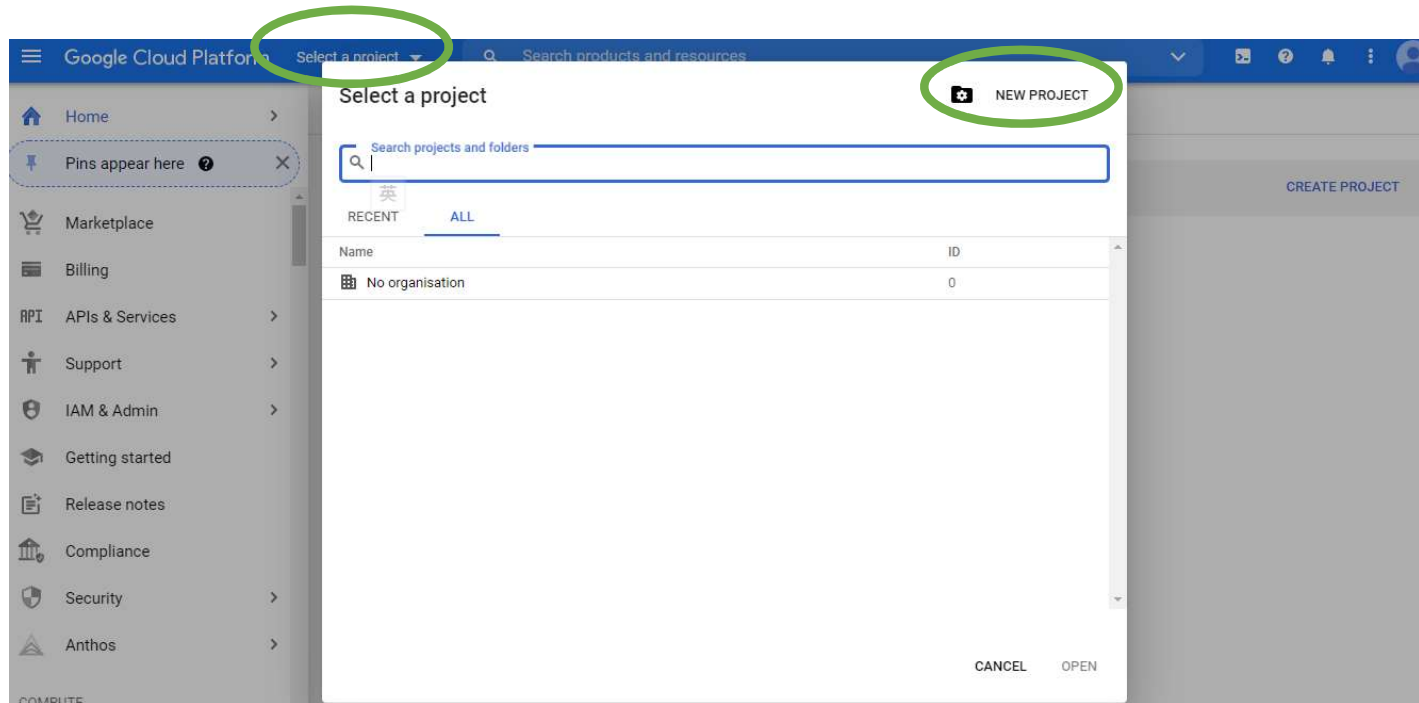 Google Cloud Platform Select a project Search products and resources
Select a project
NEW PROJECT
Search projects and folders
英
RECENT ALL
Name ID
No organisation 0
CANCEL OPEN
Home
Pins appear here
Marketplace
Billing
API APIs & Services
Support
IAM & Admin
Getting started
Release notes
Compliance
Security
Anthos
COMPUTE
CREATE PROJECT